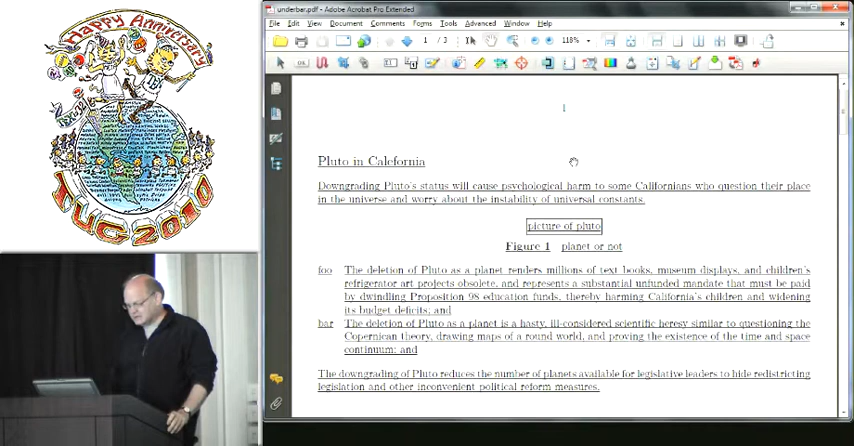 Happy Anniversary
TUG 2010
underbar.pdf - Adobe Acrobat Pro Extended
File Edit View Document Comments Forms Tools Advanced Window Help
1 / 3
118%
1
Pluto in Calefornia
Downgrading Pluto's status will cause psychological harm to some Californians who question their place
in the universe and worry about the instability of universal constants.
picture of pluto
Figure 1 planet or not
foo The deletion of Pluto as a planet renders millions of text books, museum displays, and children's
refrigerator art projects obsolete, and represents a substantial unfunded mandate that must be paid
by dwindling Proposition 98 education funds, thereby harming California's children and widening
its budget deficits; and
bar The deletion of Pluto as a planet is a hasty, ill-considered scientific heresy similar to questioning the
Copernican theory, drawing maps of a round world, and proving the existence of the time and space
continuum; and
The downgrading of Pluto reduces the number of planets available for legislative leaders to hide redistricting
legislation and other inconvenient political reform measures.